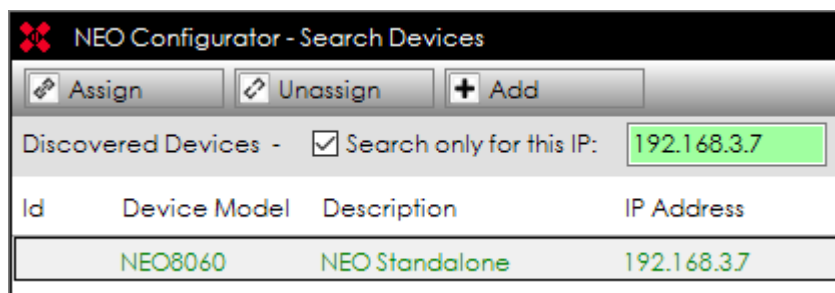 NEO Configurator - Search Devices
Assign Unassign Add
Discovered Devices - Search only for this IP: 192.168.3.7
Id Device Model Description IP Address
NEO8060 NEO Standalone 192.168.3.7